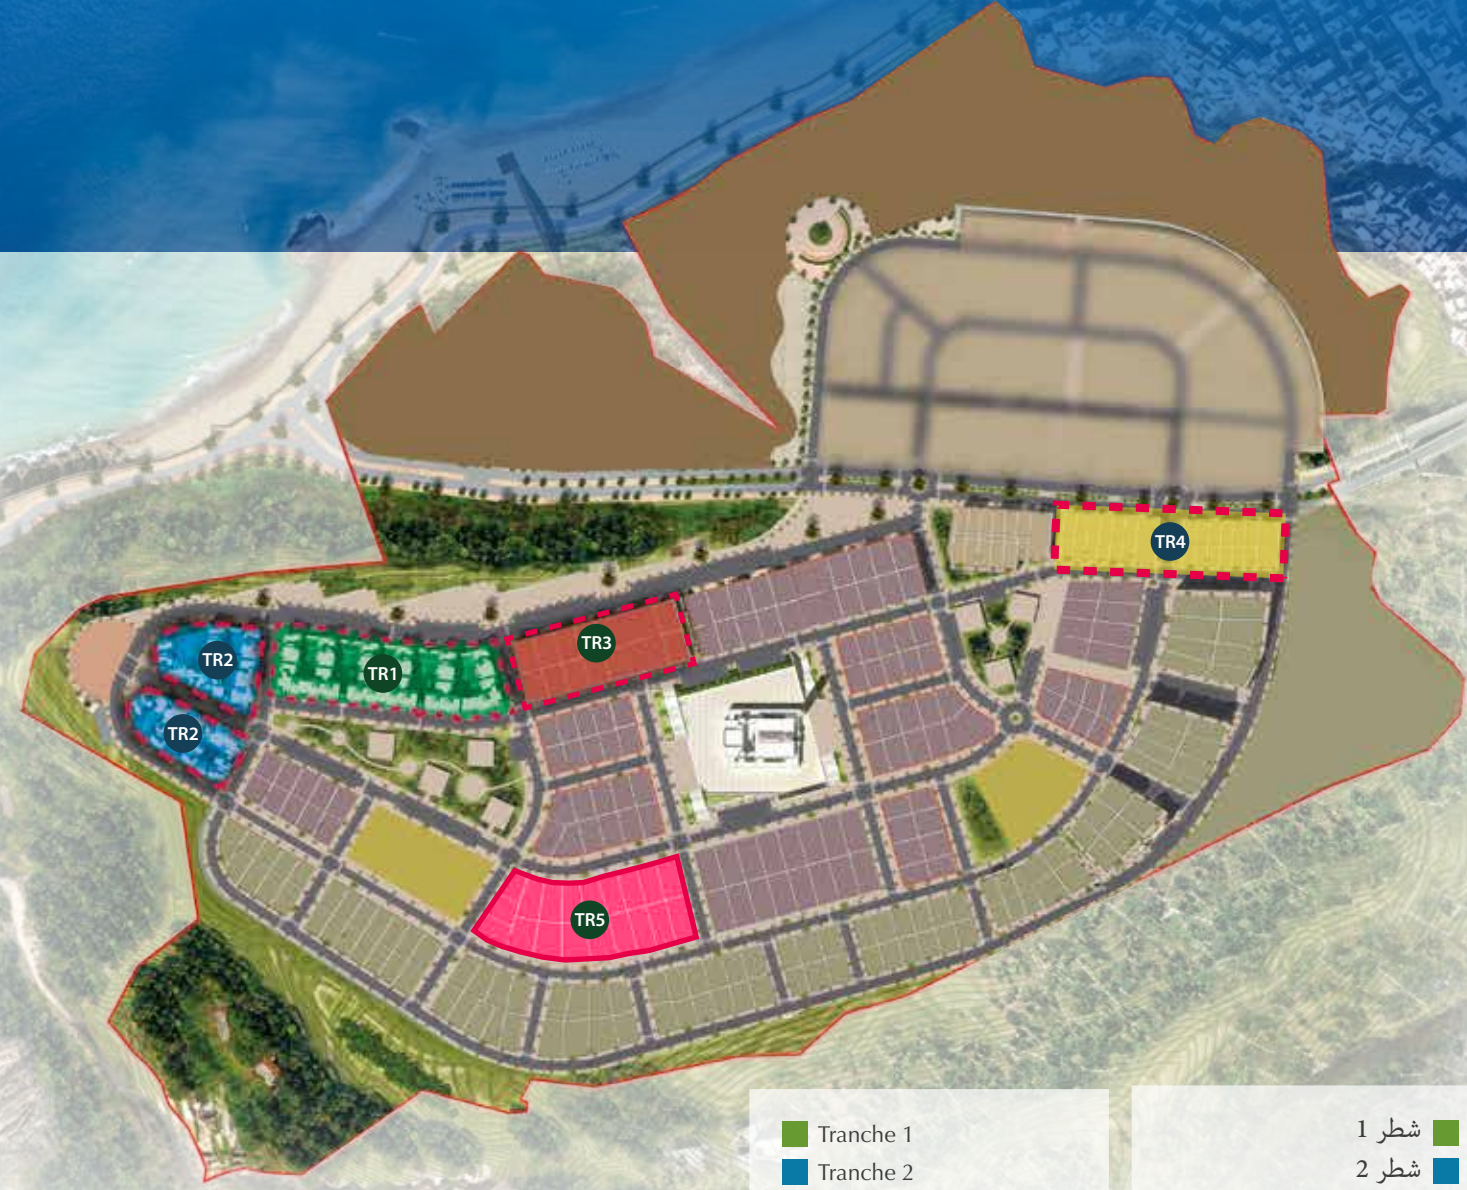 TR4
TR3
TR2
TR1
TR2
TR5
Tranche 1
Tranche 2
شطر 1
شطر 2